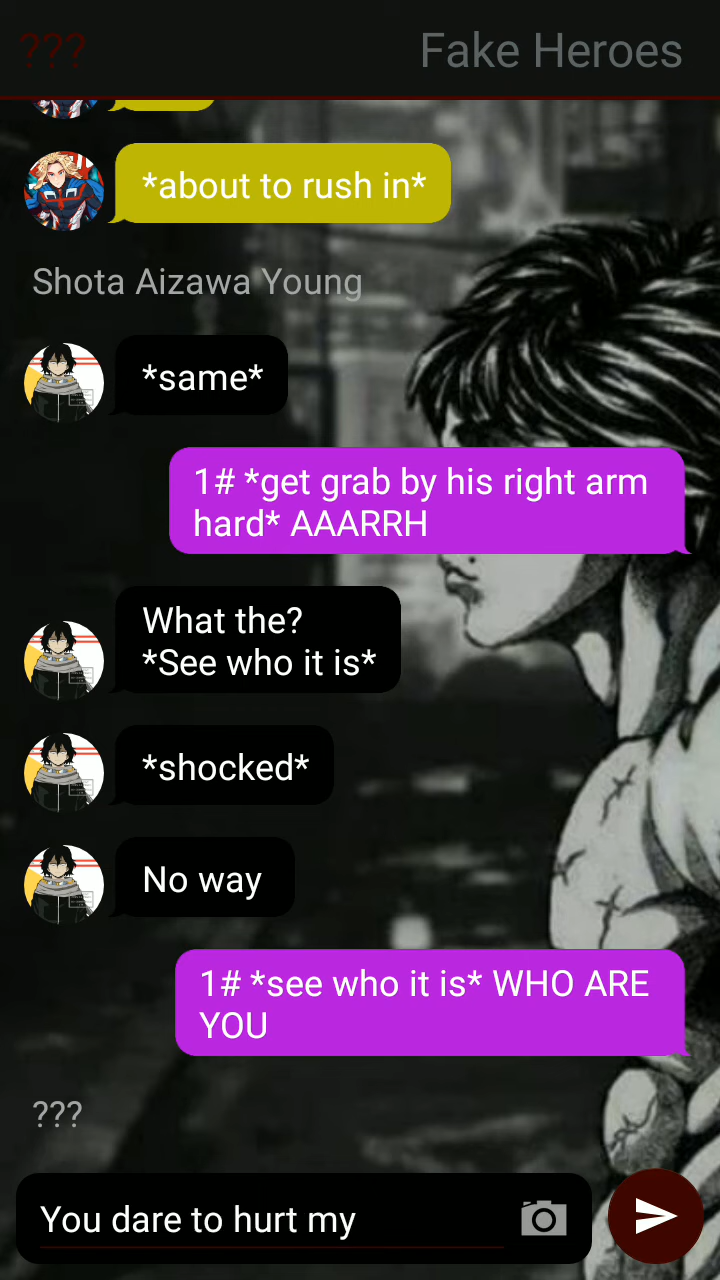 ???
Fake Heroes
*about to rush in*
Shota Aizawa Young
*same*
1# *get grab by his right arm
hard* AAARRH
What the?
*See who it is*
*shocked*
No way
1# *see who it is* WHO ARE
YOU
???
You dare to hurt my